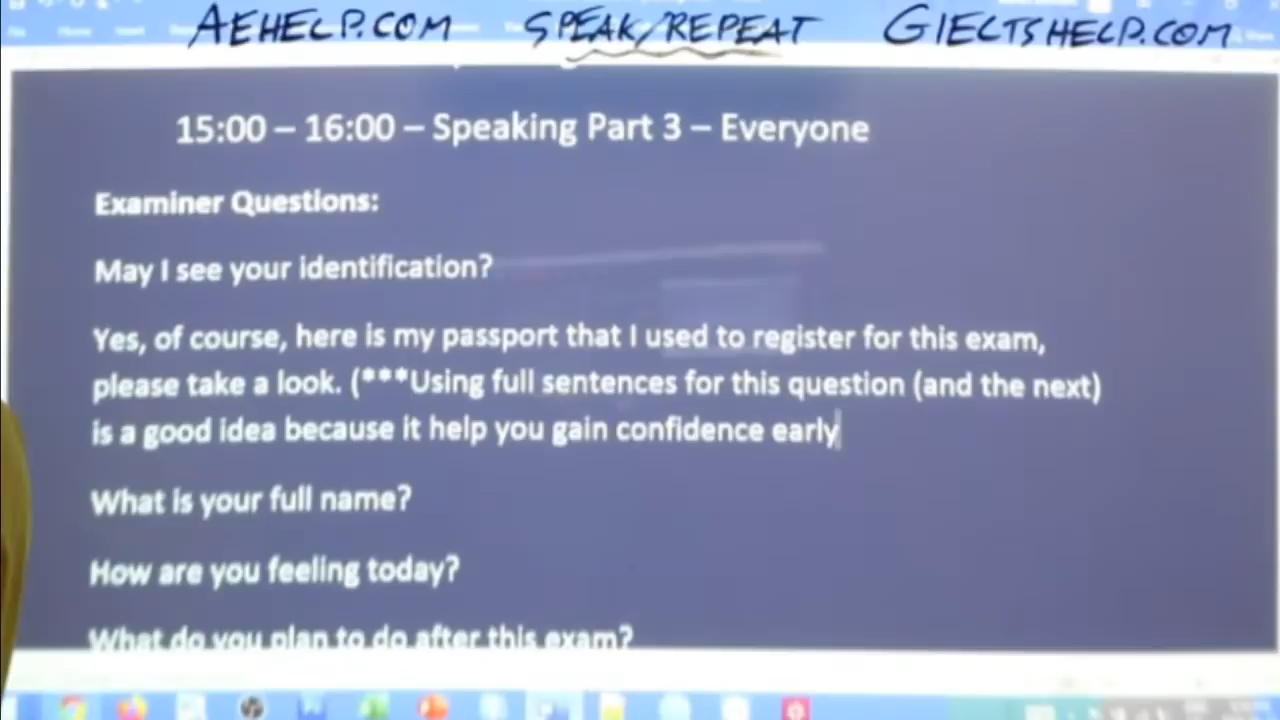 AEHELP.COM SPEAK/REPEAT GIELTSHELP.COM
15:00 – 16:00 – Speaking Part 3 – Everyone
Examiner Questions:
May I see your identification?
Yes, of course, here is my passport that I used to register for this exam,
please take a look. (***Using full sentences for this question (and the next)
is a good idea because it help you gain confidence early
What is your full name?
How are you feeling today?
What do you plan to do after this exam?